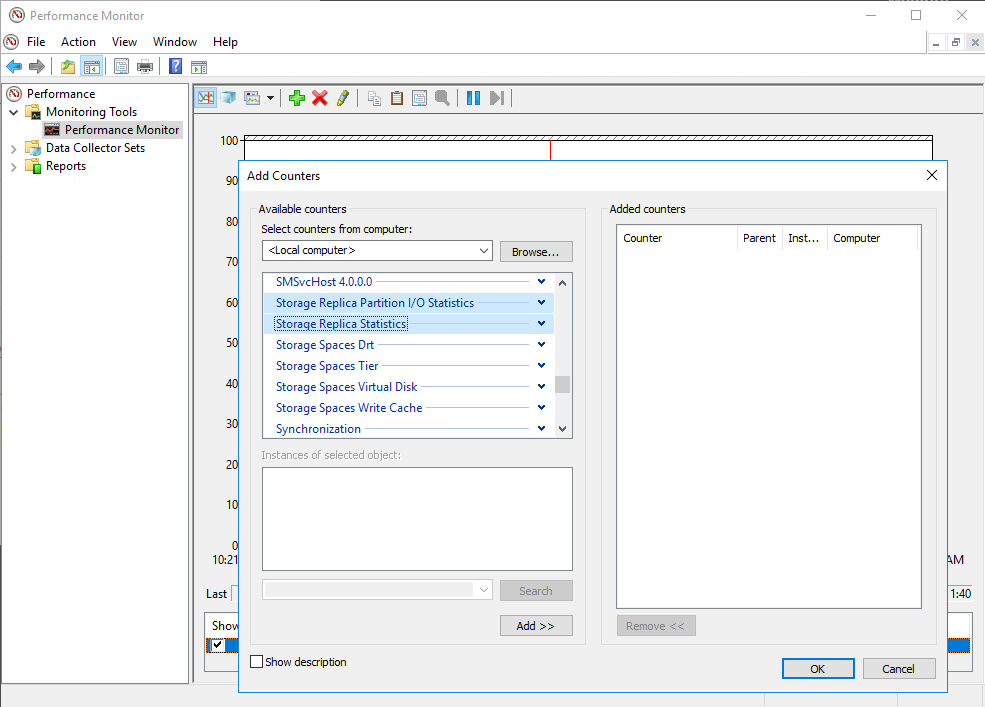 Performance Monitor
File Action View Window Help
Performance
Monitoring Tools
Performance Monitor
Data Collector Sets
Reports
100
90
80
70
60
50
40
30
20
10
0
10:21
AM
Last
1:40
Show
Add Counters
Available counters
Select counters from computer:
<Local computer>
Browse...
SMSvcHost 4.0.0.0
Storage Replica Partition I/O Statistics
Storage Replica Statistics
Storage Spaces Drt
Storage Spaces Tier
Storage Spaces Virtual Disk
Storage Spaces Write Cache
Synchronization
Instances of selected object:
Search
Add >>
Show description
Added counters
Counter Parent Inst... Computer
Remove <<
OK Cancel